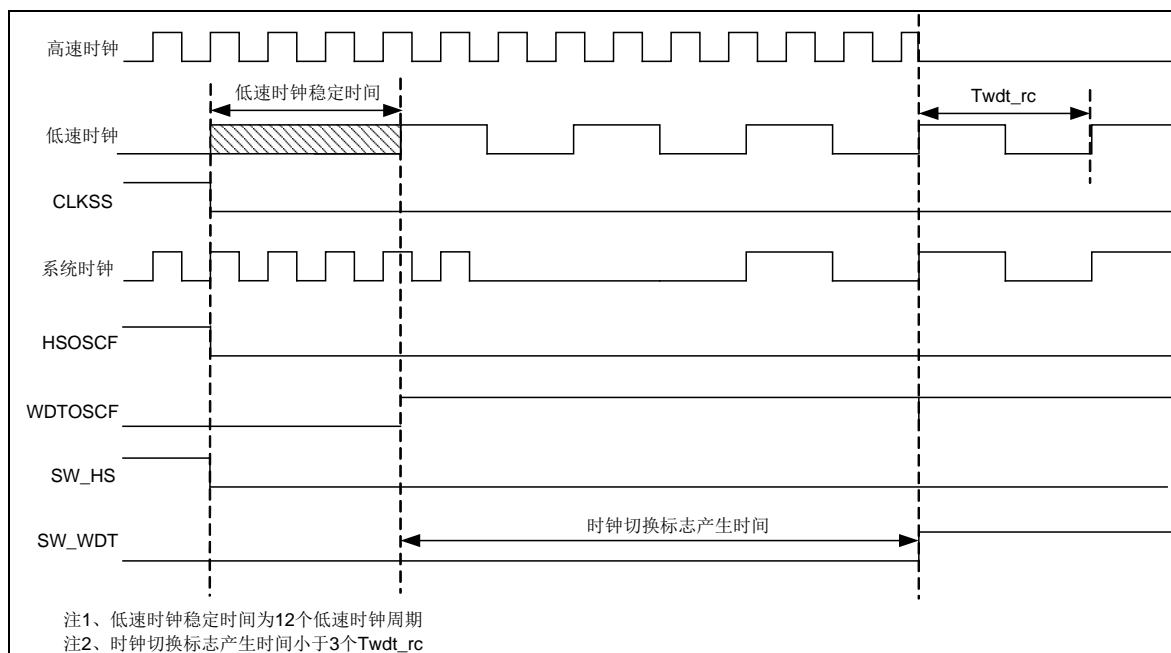 高速时钟
低速时钟稳定时间
Twdt_rc
低速时钟
CLKSS
系统时钟
HSOSCF
WDTOSCF
SW_HS
时钟切换标志产生时间
SW_WDT
注1、低速时钟稳定时间为12个低速时钟周期
注2、时钟切换标志产生时间小于3个Twdt_rc